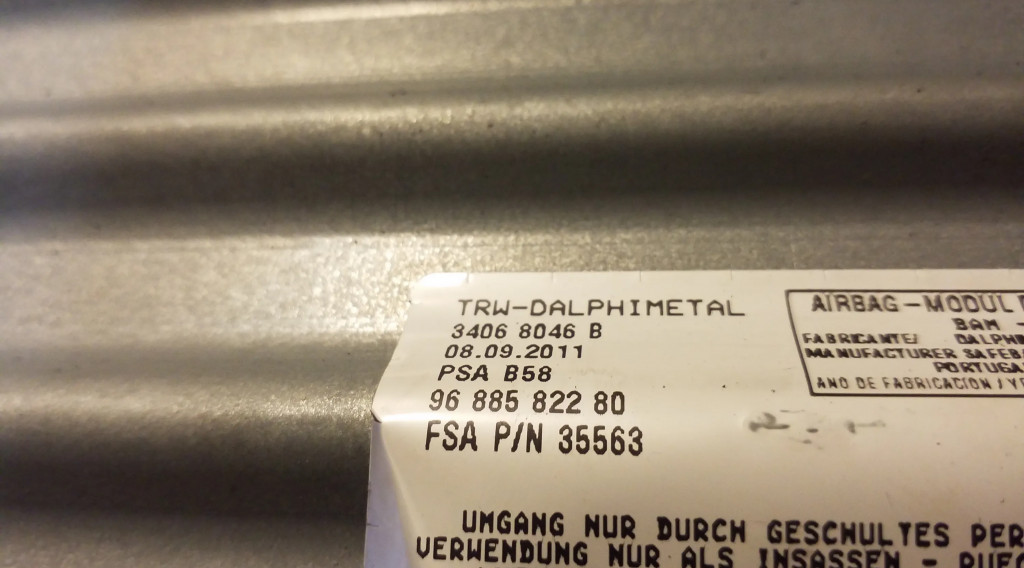 TRW-DALPHIMETAL
3406 8046 B
08.09.2011
PSA B58
96 885 822 80
FSA P/N 35563
AIRBAG-MODUL
BAM -
FABRICANTE/
MANUFACTURER
PORTUGA
ANO DE FABRICACION/Y
UMGANG NUR DURCH GESCHULTES PER
VERWENDUNG NUR ALS INSASSEN -